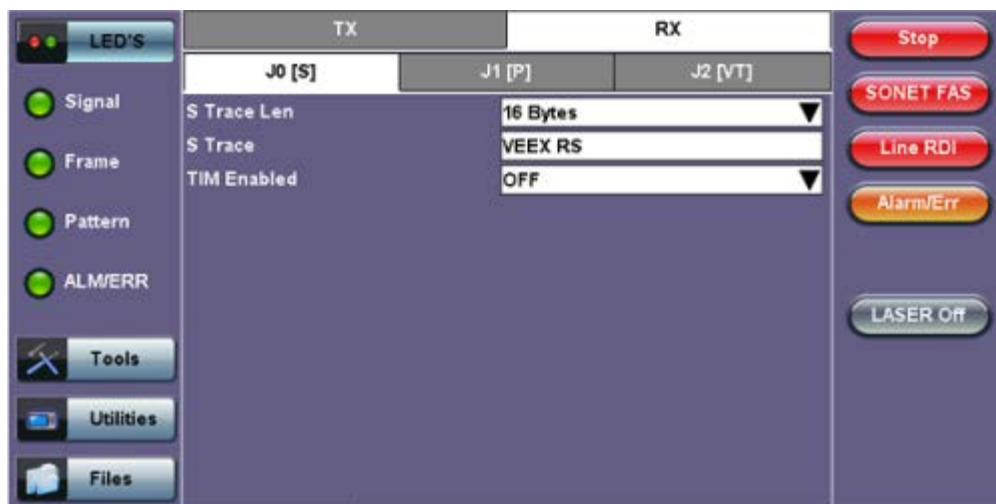 LED'S
Signal
Frame
Pattern
ALM/ERR
Tools
Utilities
Files
TX
RX
J0 [S]
J1 [P]
J2 [VT]
S Trace Len
16 Bytes
S Trace
VEEX RS
TIM Enabled
OFF
Stop
SONET FAS
Line RDI
Alarm/Err
LASER Off